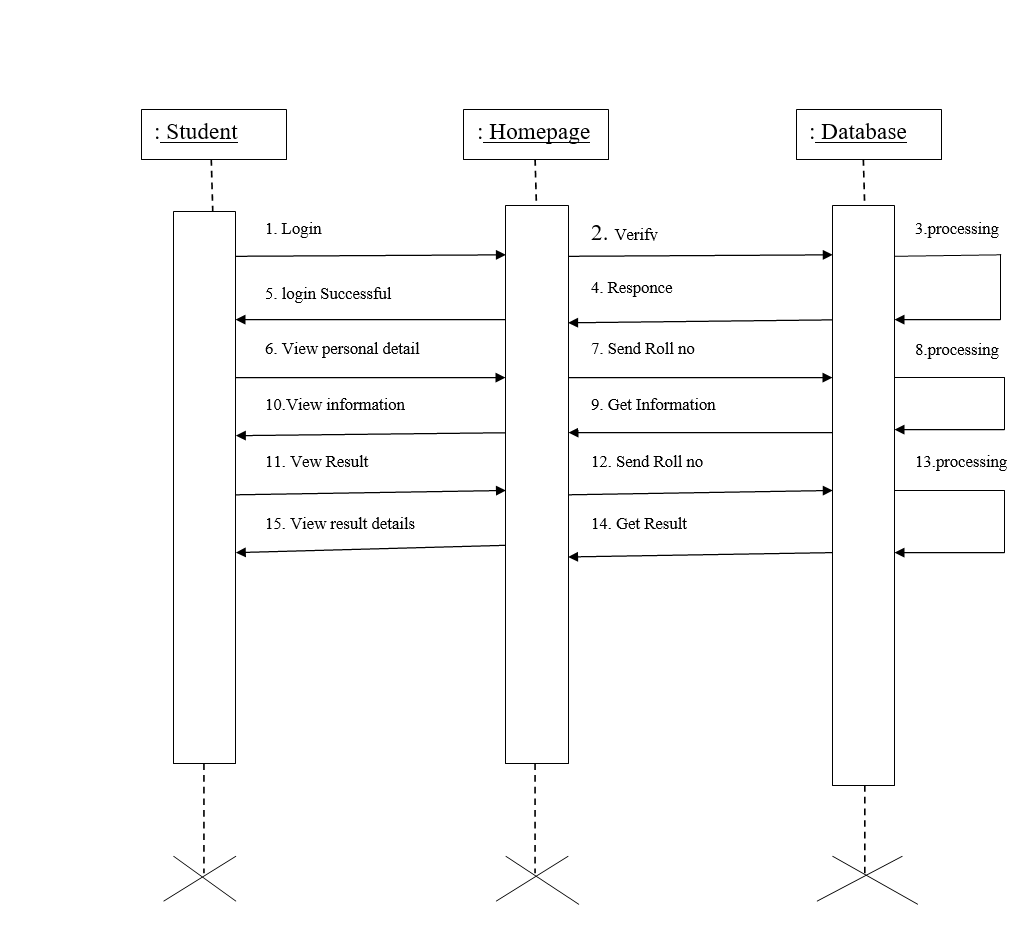 : Student
: Homepage
: Database
1. Login
2. Verify
3.processing
5. login Successful
4. Responce
6. View personal detail
7. Send Roll no
8.processing
10.View information
9. Get Information
11. Vew Result
12. Send Roll no
13.processing
15. View result details
14. Get Result